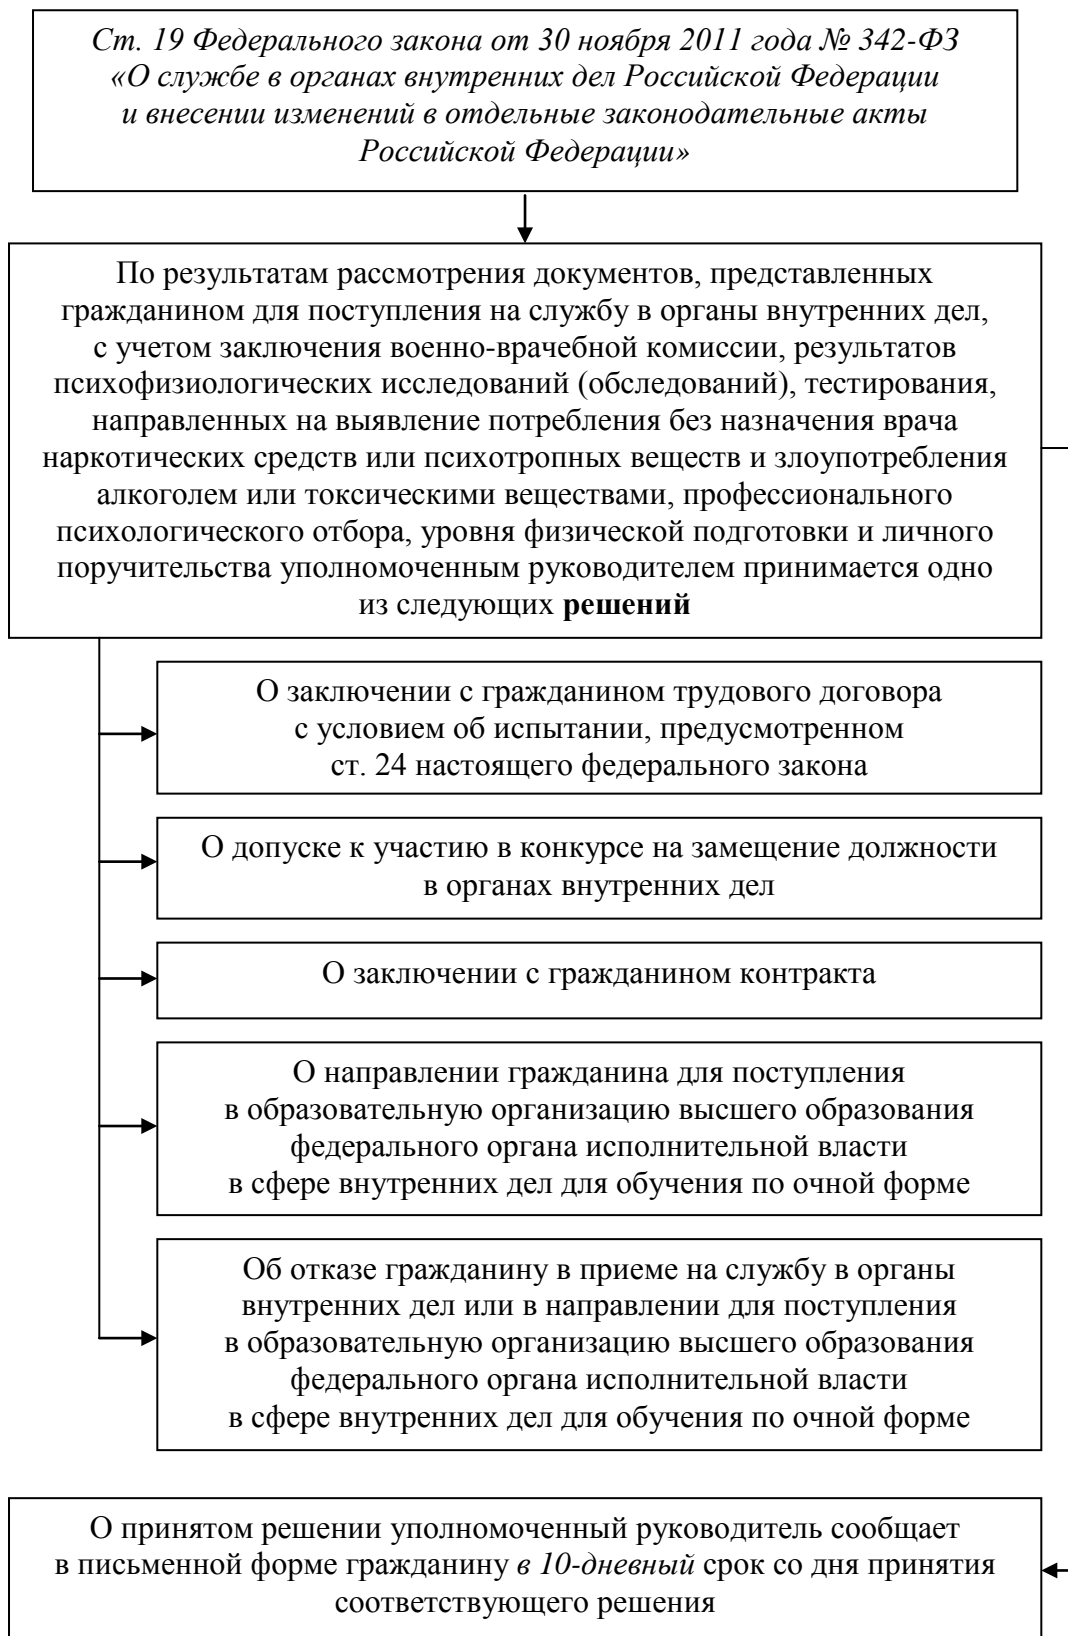 Ст. 19 Федерального закона от 30 ноября 2011 года № 342-ФЗ
«О службе в органах внутренних дел Российской Федерации
и внесении изменений в отдельные законодательные акты
Российской Федерации»
По результатам рассмотрения документов, представленных
гражданином для поступления на службу в органы внутренних дел,
с учетом заключения военно-врачебной комиссии, результатов
психофизиологических исследований (обследований), тестирования,
направленных на выявление потребления без назначения врача
наркотических средств или психотропных веществ и злоупотребления
алкоголем или токсическими веществами, профессионального
психологического отбора, уровня физической подготовки и личного
поручительства уполномоченным руководителем принимается одно
из следующих решений
О заключении с гражданином трудового договора
с условием об испытании, предусмотренном
ст. 24 настоящего федерального закона
О допуске к участию в конкурсе на замещение должности
в органах внутренних дел
О заключении с гражданином контракта
О направлении гражданина для поступления
в образовательную организацию высшего образования
федерального органа исполнительной власти
в сфере внутренних дел для обучения по очной форме
Об отказе гражданину в приеме на службу в органы
внутренних дел или в направлении для поступления
в образовательную организацию высшего образования
федерального органа исполнительной власти
в сфере внутренних дел для обучения по очной форме
О принятом решении уполномоченный руководитель сообщает
в письменной форме гражданину в 10-дневный срок со дня принятия
соответствующего решения